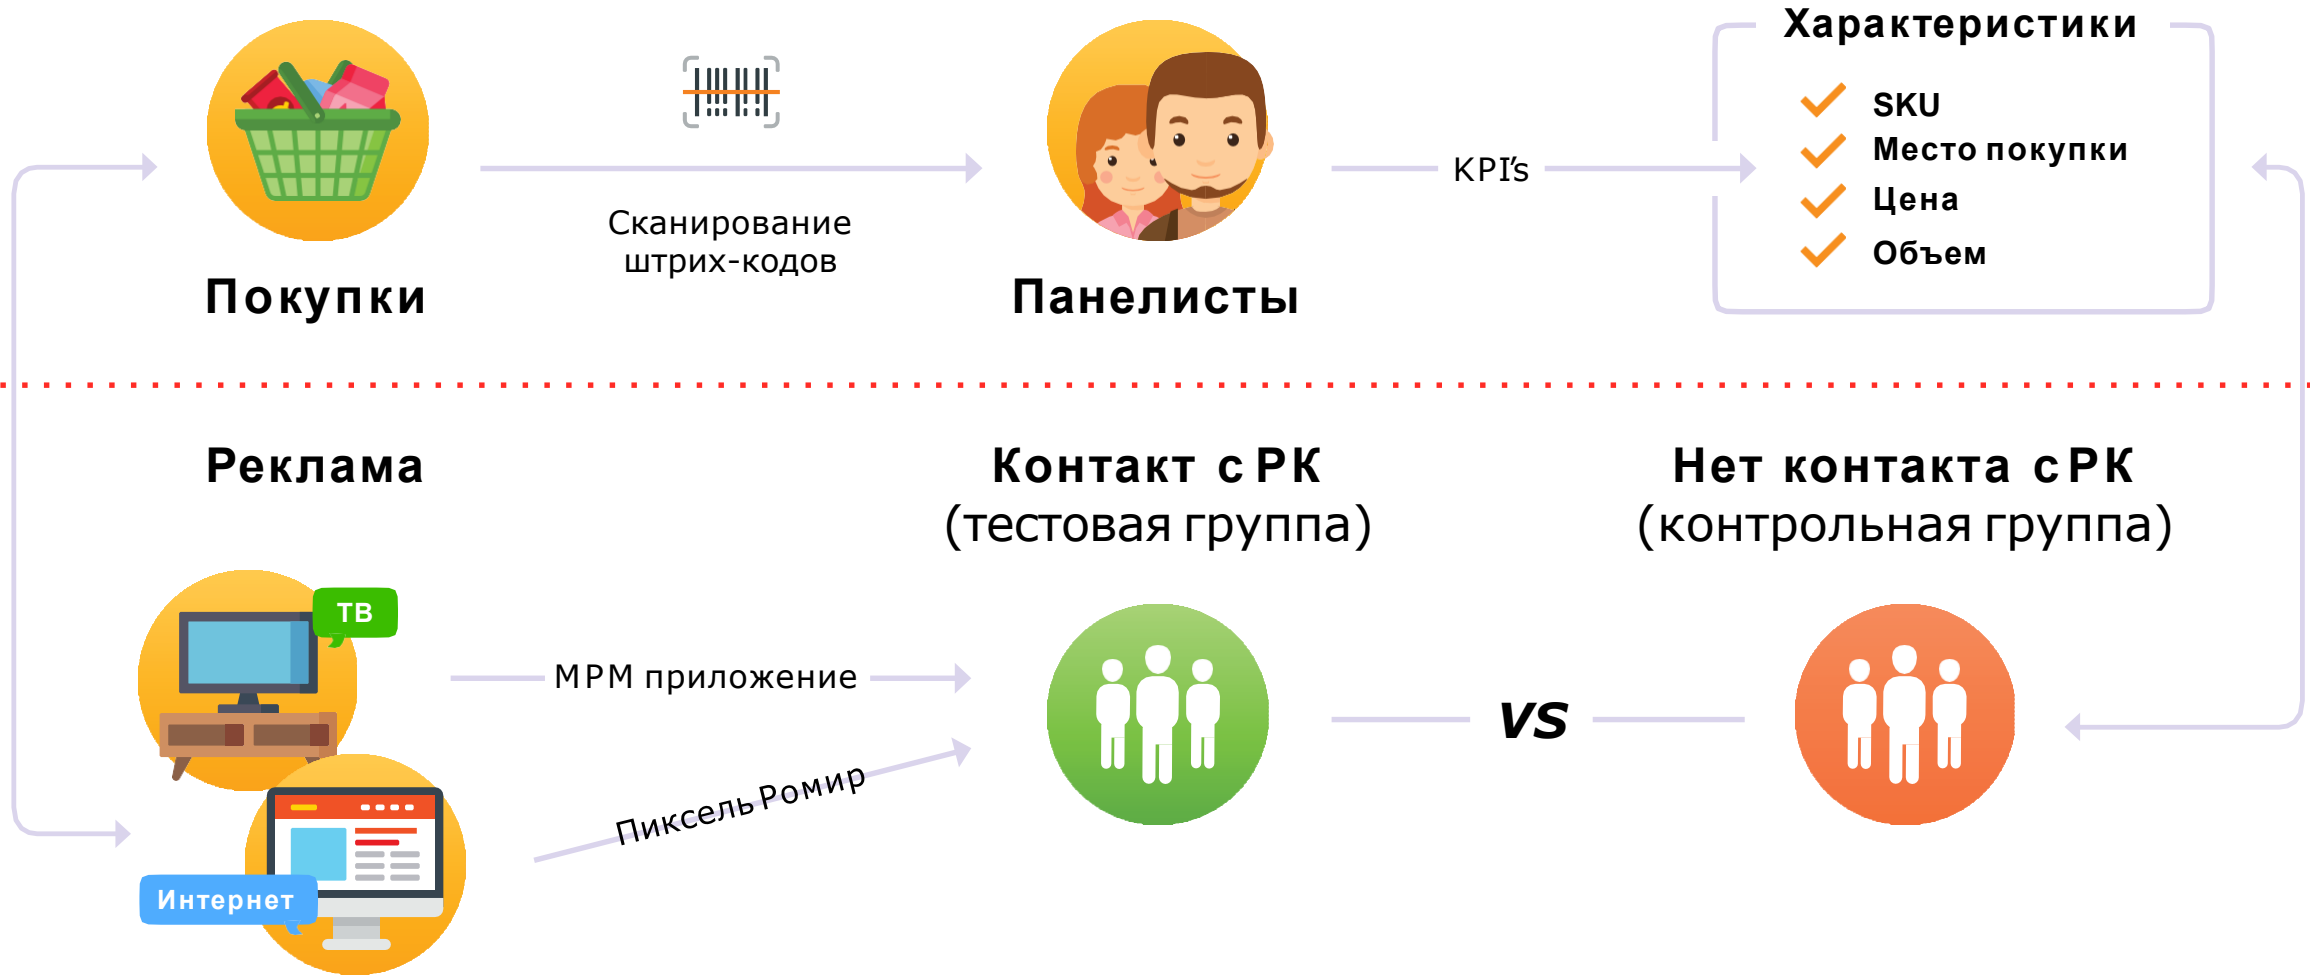 Характеристики
SKU
Место покупки
Цена
Объем
KPI's
Сканирование
штрих-кодов
Покупки
Панелисты
Реклама
Контакт с РК
(тестовая группа)
Нет контакта с РК
(контрольная группа)
ТВ
MPM приложение
VS
Пиксель Ромир
Интернет